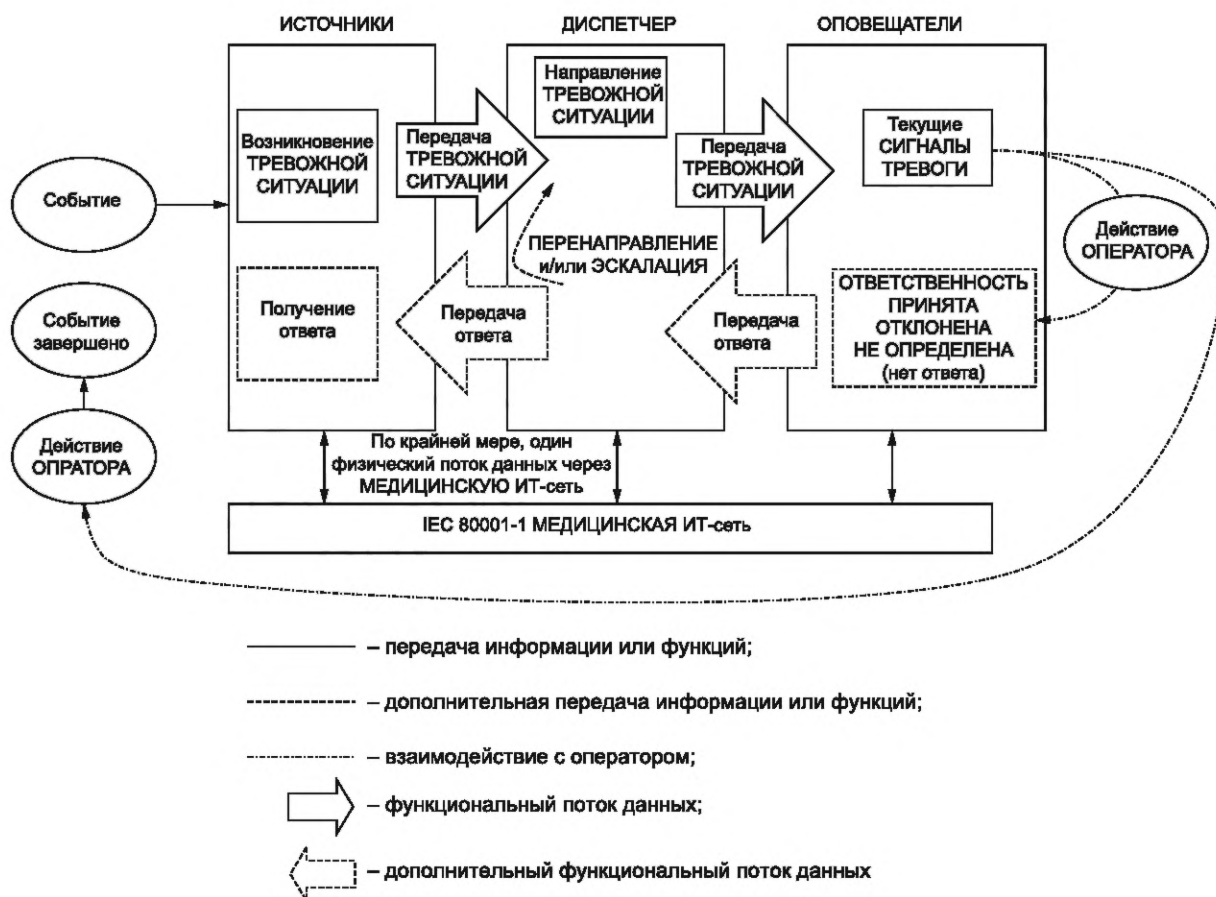 ИСТОЧНИКИ
ДИСПЕТЧЕР
ОПОВЕЩАТЕЛИ
Событие
Возникновение
ТРЕВОЖНОЙ
СИТУАЦИИ
Передача
ТРЕВОЖНОЙ
СИТУАЦИИ
Направление
ТРЕВОЖНОЙ
СИТУАЦИИ
Передача
ТРЕВОЖНОЙ
СИТУАЦИИ
Текущие
СИГНАЛЫ
ТРЕВОГИ
Действие
ОПЕРАТОРА
ПЕРЕНАПРАВЛЕНИЕ
и/или ЭСКАЛАЦИЯ
Событие
завершено
Получение
ответа
Передача
ответа
Передача
ответа
ОТВЕТСТВЕННОСТЬ
ПРИНЯТА
ОТКЛОНЕНА
НЕ ОПРЕДЕЛЕНА
(нет ответа)
Действие
ОПРАТОРА
По крайней мере, один
физический поток данных через
МЕДИЦИНСКУЮ ИТ-сеть
IEC 80001-1 МЕДИЦИНСКАЯ ИТ-сеть
– передача информации или функций;
– дополнительная передача информации или функций;
– взаимодействие с оператором;
– функциональный поток данных;
– дополнительный функциональный поток данных